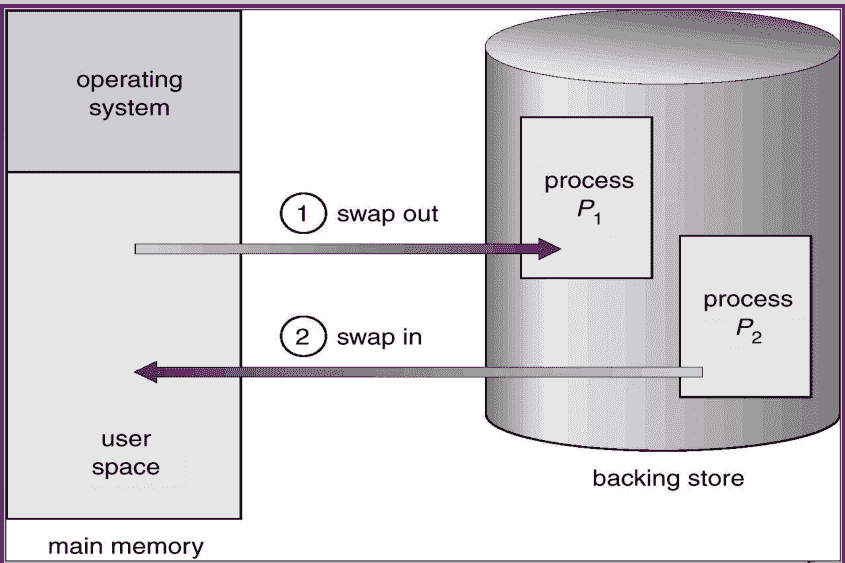 operating
system
1 swap out
process
P1
2 swap in
process
P2
user
space
backing store
main memory